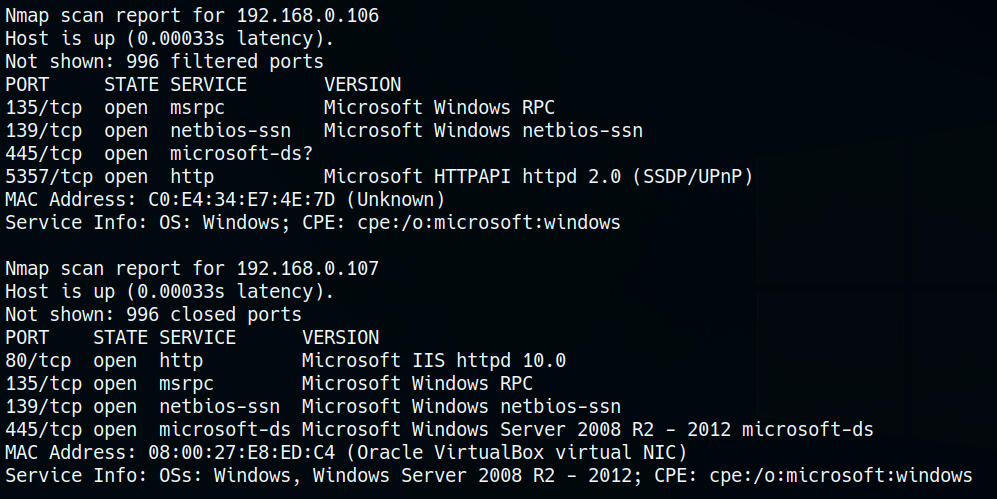 Nmap scan report for 192.168.0.106
Host is up (0.00033s latency).
Not shown: 996 filtered ports
PORT     STATE SERVICE      VERSION
135/tcp  open  msrpc        Microsoft Windows RPC
139/tcp  open  netbios-ssn  Microsoft Windows netbios-ssn
445/tcp  open  microsoft-ds?
5357/tcp open  http         Microsoft HTTPAPI httpd 2.0 (SSDP/UPnP)
MAC Address: C0:E4:34:E7:4E:7D (Unknown)
Service Info: OS: Windows; CPE: cpe:/o:microsoft:windows

Nmap scan report for 192.168.0.107
Host is up (0.00033s latency).
Not shown: 996 closed ports
PORT    STATE SERVICE      VERSION
80/tcp  open  http         Microsoft IIS httpd 10.0
135/tcp open  msrpc        Microsoft Windows RPC
139/tcp open  netbios-ssn  Microsoft Windows netbios-ssn
445/tcp open  microsoft-ds Microsoft Windows Server 2008 R2 - 2012 microsoft-ds
MAC Address: 08:00:27:E8:ED:C4 (Oracle VirtualBox virtual NIC)
Service Info: OSs: Windows, Windows Server 2008 R2 - 2012; CPE: cpe:/o:microsoft:windows